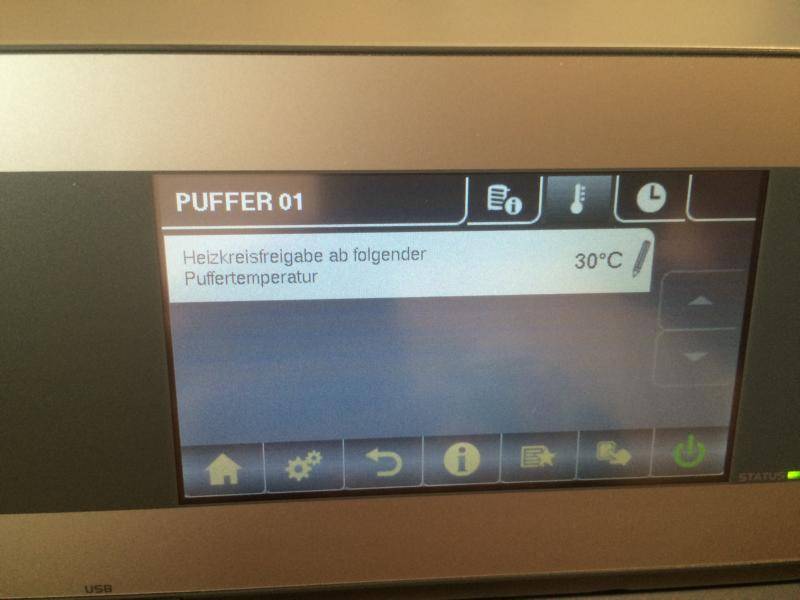 PUFFER 01
Heizkreisfreigabe ab folgender
Puffertemperatur
30°C
STATUS
USB